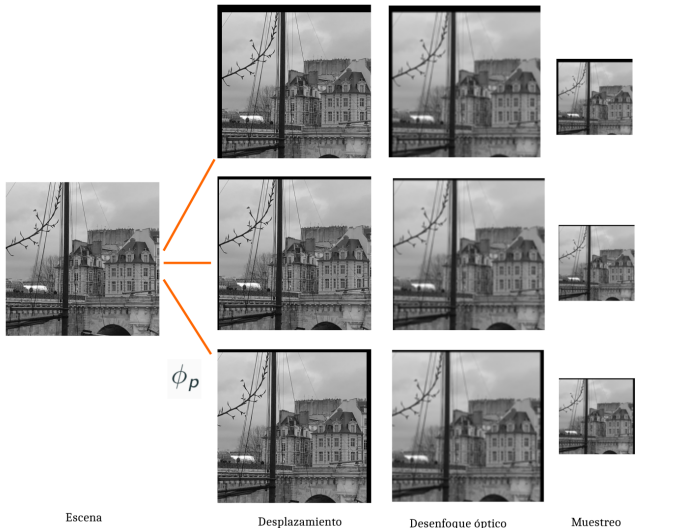 ϕp
Escena
Desplazamiento
Desenfoque óptico
Muestreo